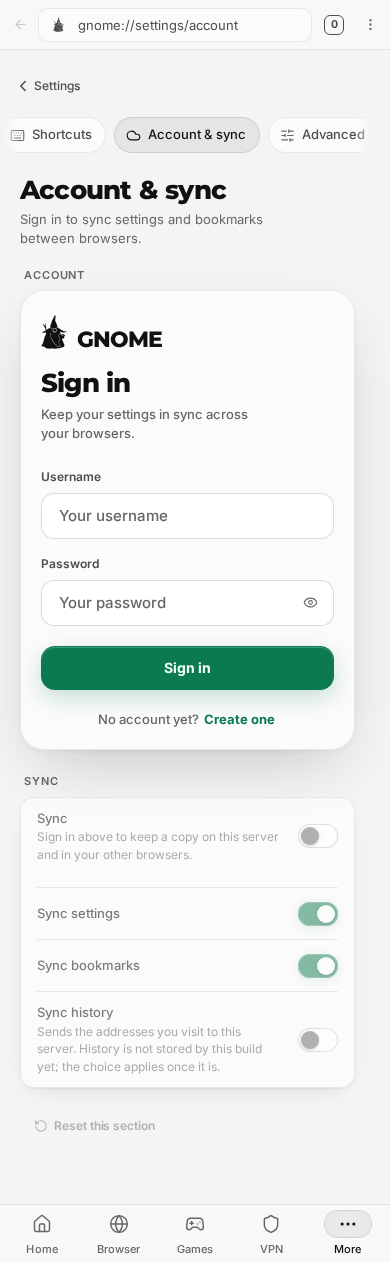 gnome://settings/account
0
Settings
Shortcuts
Account & sync
Advanced
Account & sync
Sign in to sync settings and bookmarks
between browsers.
ACCOUNT
GNOME
Sign in
Keep your settings in sync across
your browsers.
Username
Your username
Password
Your password
Sign in
No account yet? Create one
SYNC
Sync
Sign in above to keep a copy on this server
and in your other browsers.
Sync settings
Sync bookmarks
Sync history
Sends the addresses you visit to this
server. History is not stored by this build
yet; the choice applies once it is.
Reset this section
Home
Browser
Games
VPN
More